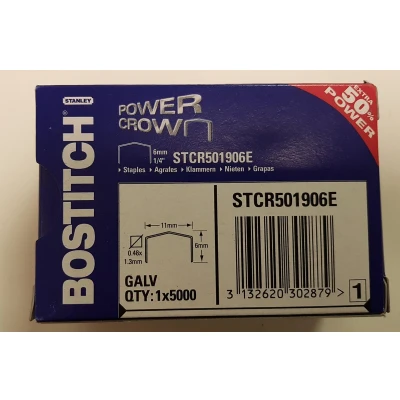 STANLEY
BOSTITCH
POWER
CROWN
EXTRA
50%
POWER
6mm
1/4"
STCR501906E
▸ Staples ▸ Agrafes ▸ Klammern ▸ Nieten ▸ Grapas
11mm
6mm
0.48x
1.3mm
GALV
QTY: 1x5000
STCR501906E
3 132620 302879 >
1